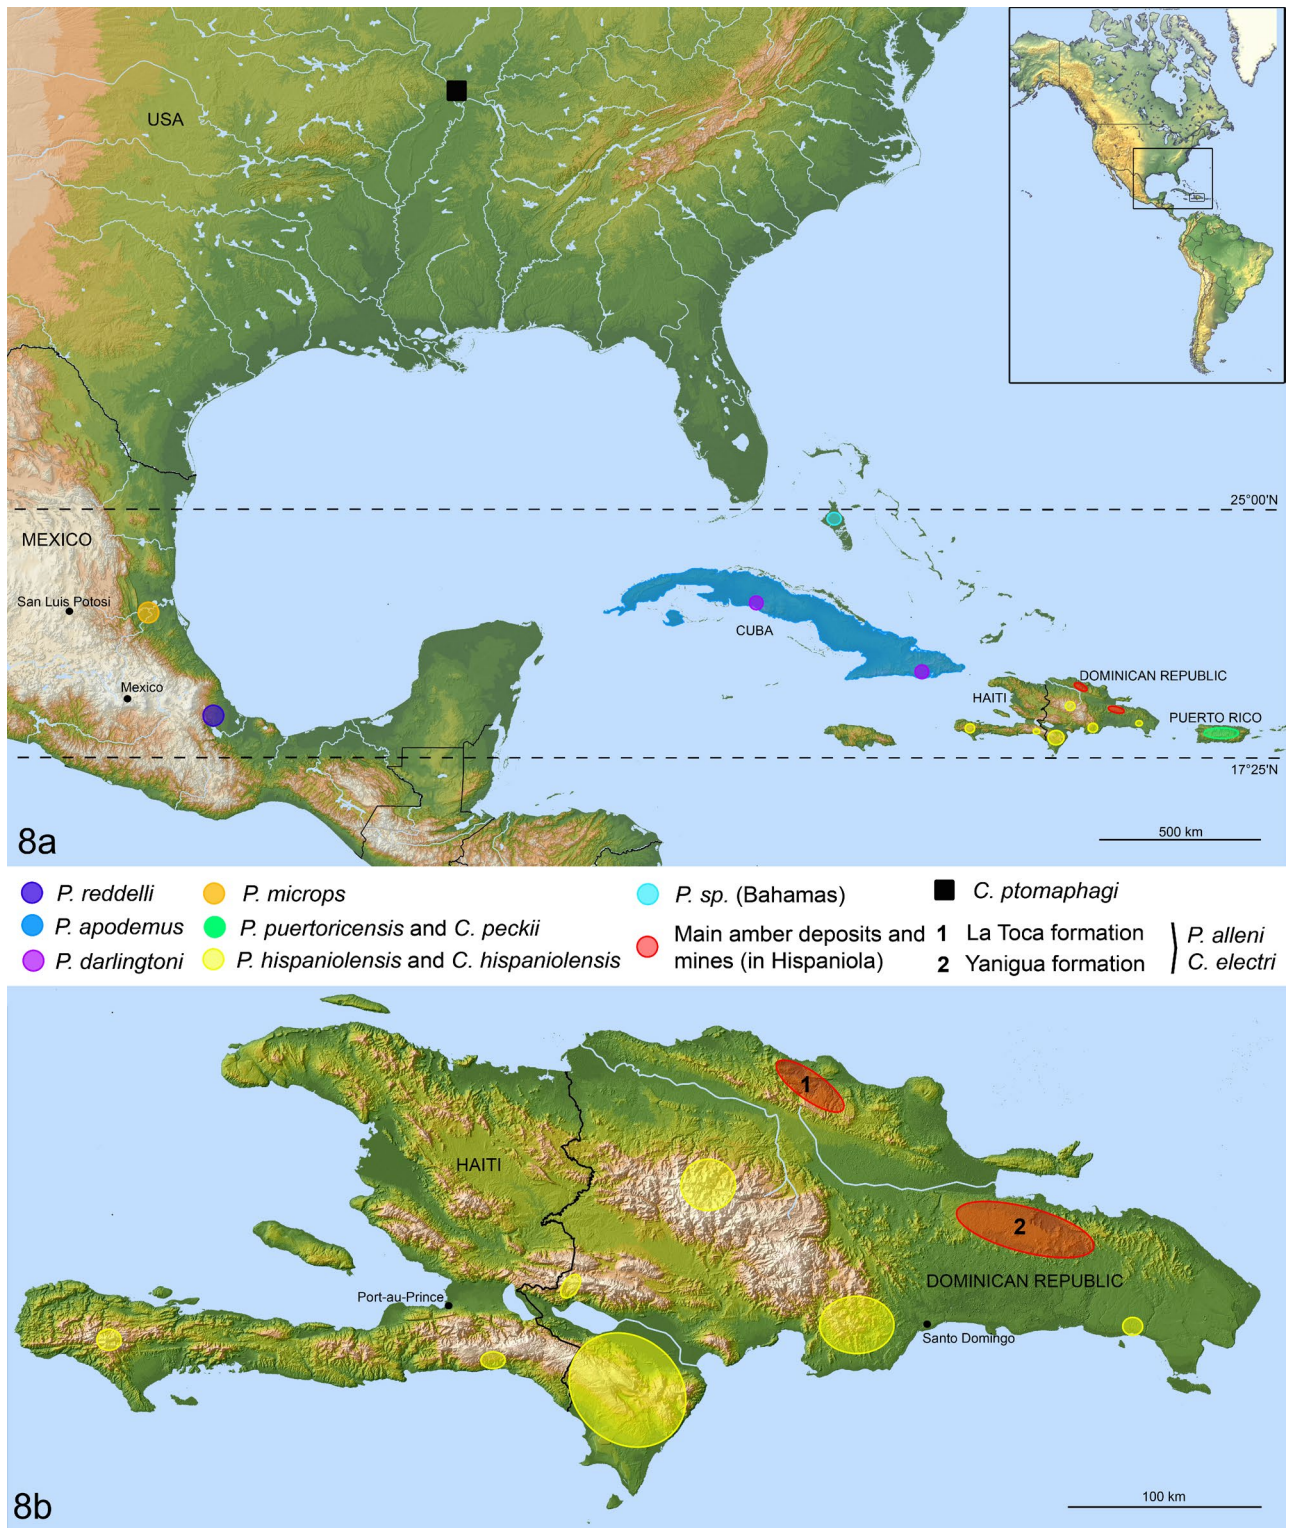 USA
25°00'N
MEXICO
San Luis Potosi
CUBA
Mexico
DOMINICAN REPUBLIC
HAITI
PUERTO RICO
17°25'N
500 km
8a
P. reddelli
P. microps
P. sp. (Bahamas)
C. ptomaphagi
P. apodemus
P. puertoricensis and C. peckii
Main amber deposits and
mines (in Hispaniola)
1 La Toca formation
2 Yanigua formation
P. alleni
C. electri
P. darlingtoni
P. hispaniolensis and C. hispaniolensis
1
HAITI
2
DOMINICAN REPUBLIC
Port-au-Prince
Santo Domingo
100 km
8b